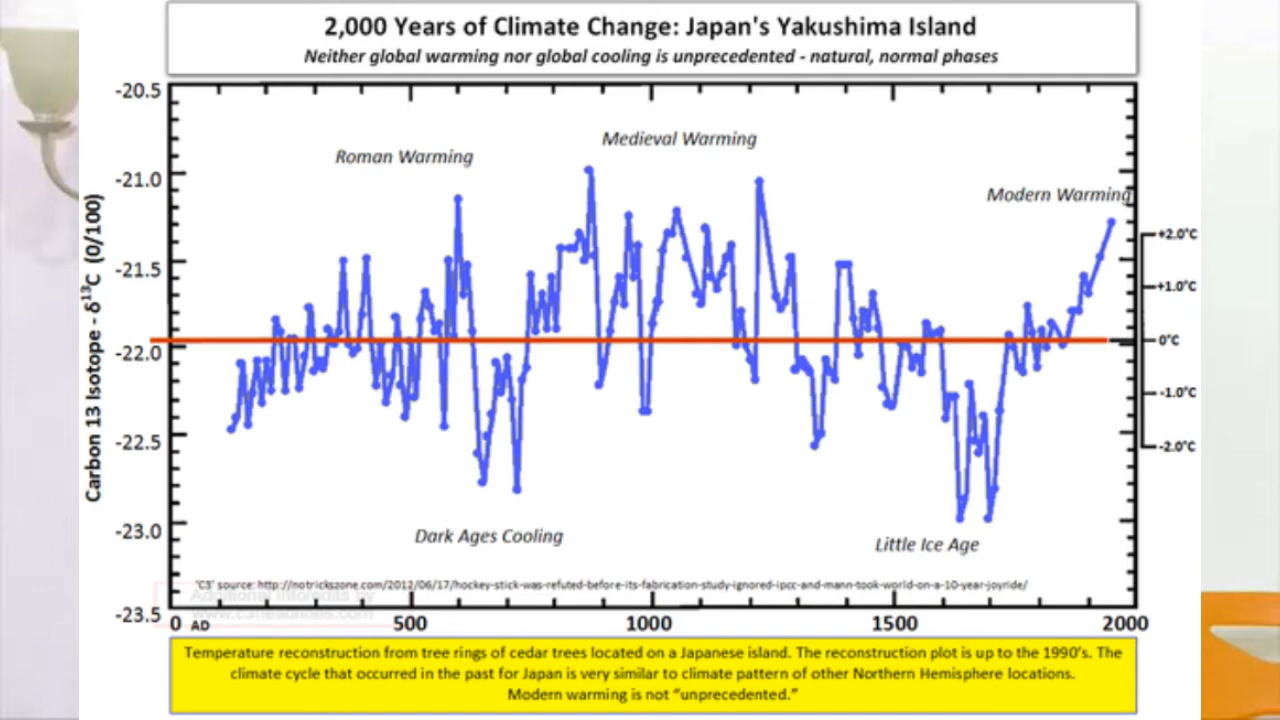 2,000 Years of Climate Change: Japan's Yakushima Island
Neither global warming nor global cooling is unprecedented - natural, normal phases
-20.5
-21.0
-21.5
-22.0
-22.5
-23.0
-23.5
Carbon 13 Isotope - δ¹³C (0/100)
Roman Warming
Medieval Warming
Modern Warming
+2.0°C
+1.0°C
0°C
-1.0°C
-2.0°C
Dark Ages Cooling
Little Ice Age
"C3" source: http://notrickszone.com/2012/06/17/hockey-stick-was-refuted-before-its-fabrication-study-ignored-ipcc-and-mann-took-world-on-a-10-year-joyride/
0 AD 500 1000 1500 2000
Temperature reconstruction from tree rings of cedar trees located on a Japanese island. The reconstruction plot is up to the 1990's. The
climate cycle that occurred in the past for Japan is very similar to climate pattern of other Northern Hemisphere locations.
Modern warming is not "unprecedented."